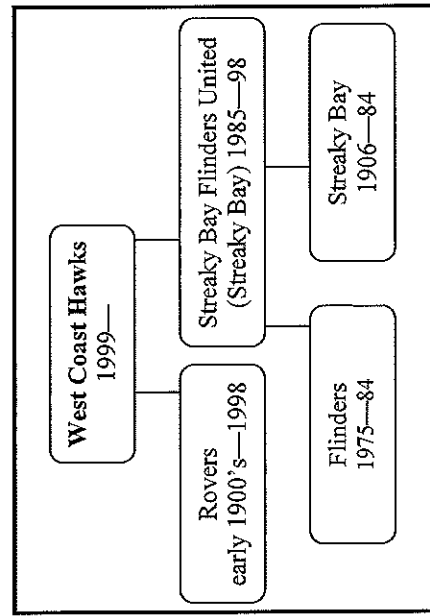 West Coast Hawks
1999—
Rovers
early 1900's—1998
Streaky Bay Flinders United
(Streaky Bay) 1985—98
Flinders
1975—84
Streaky Bay
1906—84